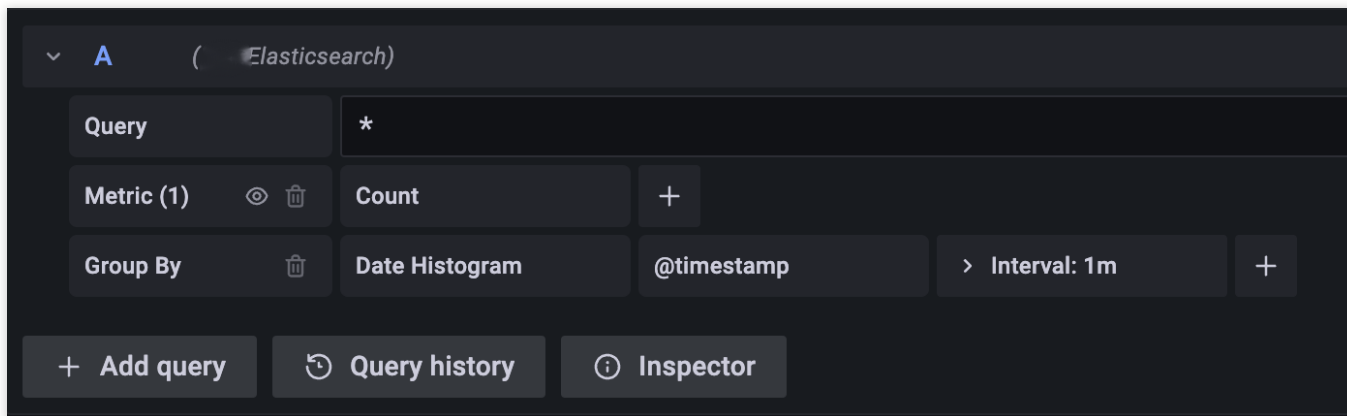 A ( Elasticsearch)
Query *
Metric (1) Count +
Group By Date Histogram @timestamp > Interval: 1m +
+ Add query Query history Inspector